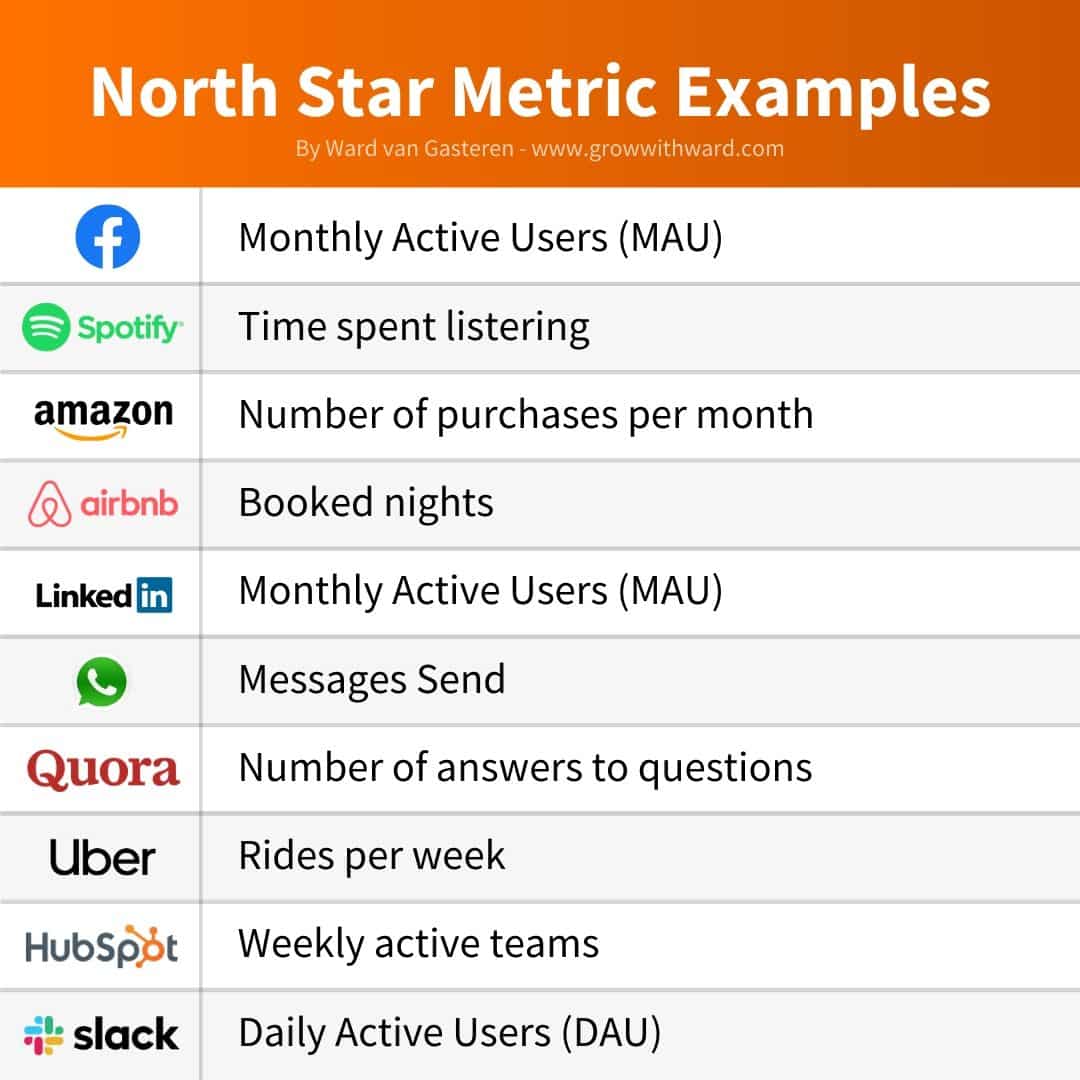 North Star Metric Examples
By Ward van Gasteren - www.growwithward.com
Monthly Active Users (MAU)
Spotify® Time spent listering
amazon Number of purchases per month
airbnb Booked nights
Linked in Monthly Active Users (MAU)
Messages Send
Quora Number of answers to questions
Uber Rides per week
HubSpot Weekly active teams
slack Daily Active Users (DAU)